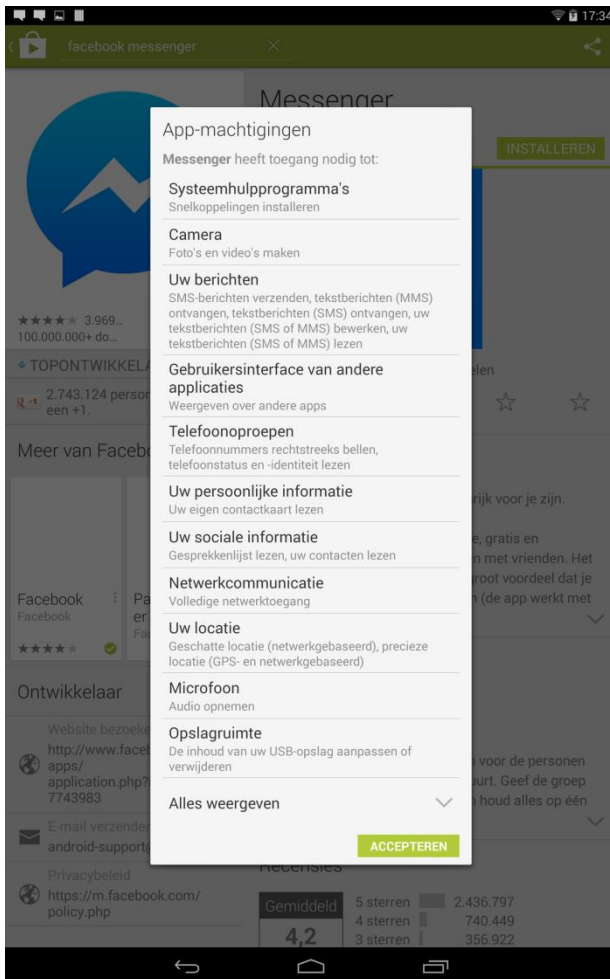 17:34
facebook messenger
Messenger
INSTALLEREN
3.969...
100.000.000+ do...
TOPONTWIKKELA
2.743.124 person
een +1.
elen
Meer van Facebo
Facebook
Facebook
Pa
er
Fa
rijk voor je zijn.
e, gratis en
n met vrienden. Het
groot voordeel dat je
n (de app werkt met
Ontwikkelaar
Website bezoeke
http://www.faceb
apps/
application.php?i
7743983
E-mail verzenden
android-support@
Privacybeleid
https://m.facebook.com/
policy.php
n voor de personen
uurt. Geef de groep
n houd alles op één
App-machtigingen
Messenger heeft toegang nodig tot:
Systeemhulpprogramma's
Snelkoppelingen installeren
Camera
Foto's en video's maken
Uw berichten
SMS-berichten verzenden, tekstberichten (MMS)
ontvangen, tekstberichten (SMS) ontvangen, uw
tekstberichten (SMS of MMS) bewerken, uw
tekstberichten (SMS of MMS) lezen
Gebruikersinterface van andere
applicaties
Weergeven over andere apps
Telefoonoproepen
Telefoonnummers rechtstreeks bellen,
telefoonstatus en -identiteit lezen
Uw persoonlijke informatie
Uw eigen contactkaart lezen
Uw sociale informatie
Gesprekkenlijst lezen, uw contacten lezen
Netwerkcommunicatie
Volledige netwerktoegang
Uw locatie
Geschatte locatie (netwerkgebaseerd), precieze
locatie (GPS- en netwerkgebaseerd)
Microfoon
Audio opnemen
Opslagruimte
De inhoud van uw USB-opslag aanpassen of
verwijderen
Alles weergeven
ACCEPTEREN
Recensies
Gemiddeld
4,2
5 sterren 2.436.797
4 sterren 740.449
3 sterren 356.922